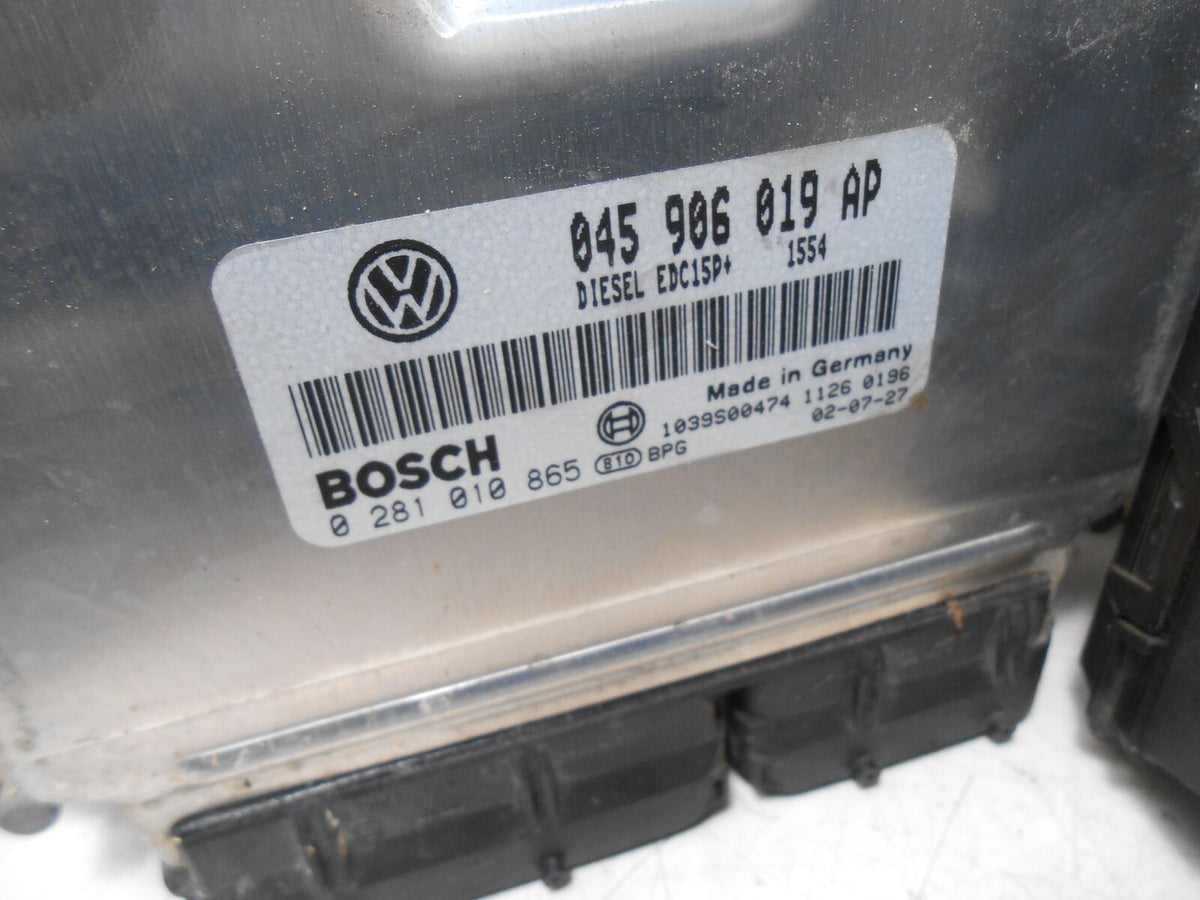 045 906 019 AP
DIESEL EDC15P+ 1554
Made in Germany
BOSCH
1039S00474 1126 0196
0 281 010 865 810 BPG 02-07-27